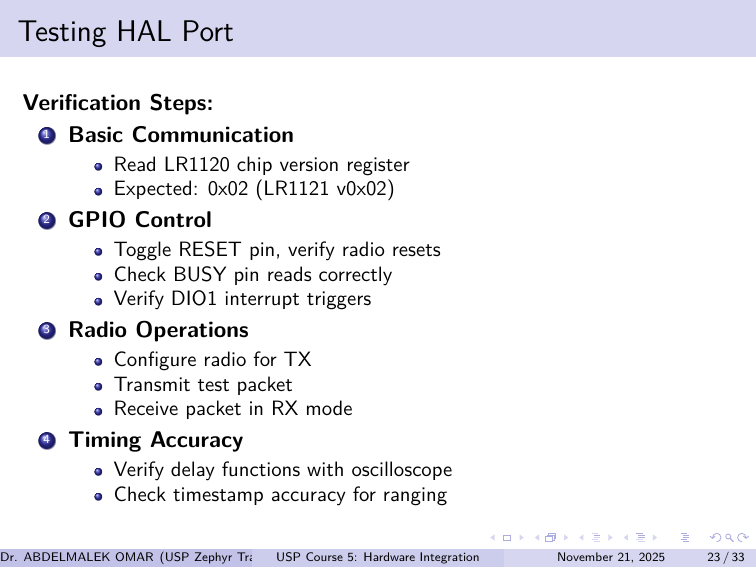 Testing HAL Port
Verification Steps:
1 Basic Communication
Read LR1120 chip version register
Expected: 0x02 (LR1121 v0x02)
2 GPIO Control
Toggle RESET pin, verify radio resets
Check BUSY pin reads correctly
Verify DIO1 interrupt triggers
3 Radio Operations
Configure radio for TX
Transmit test packet
Receive packet in RX mode
4 Timing Accuracy
Verify delay functions with oscilloscope
Check timestamp accuracy for ranging
Dr. ABDELMALEK OMAR (USP Zephyr Tra USP Course 5: Hardware Integration November 21, 2025 23 / 33